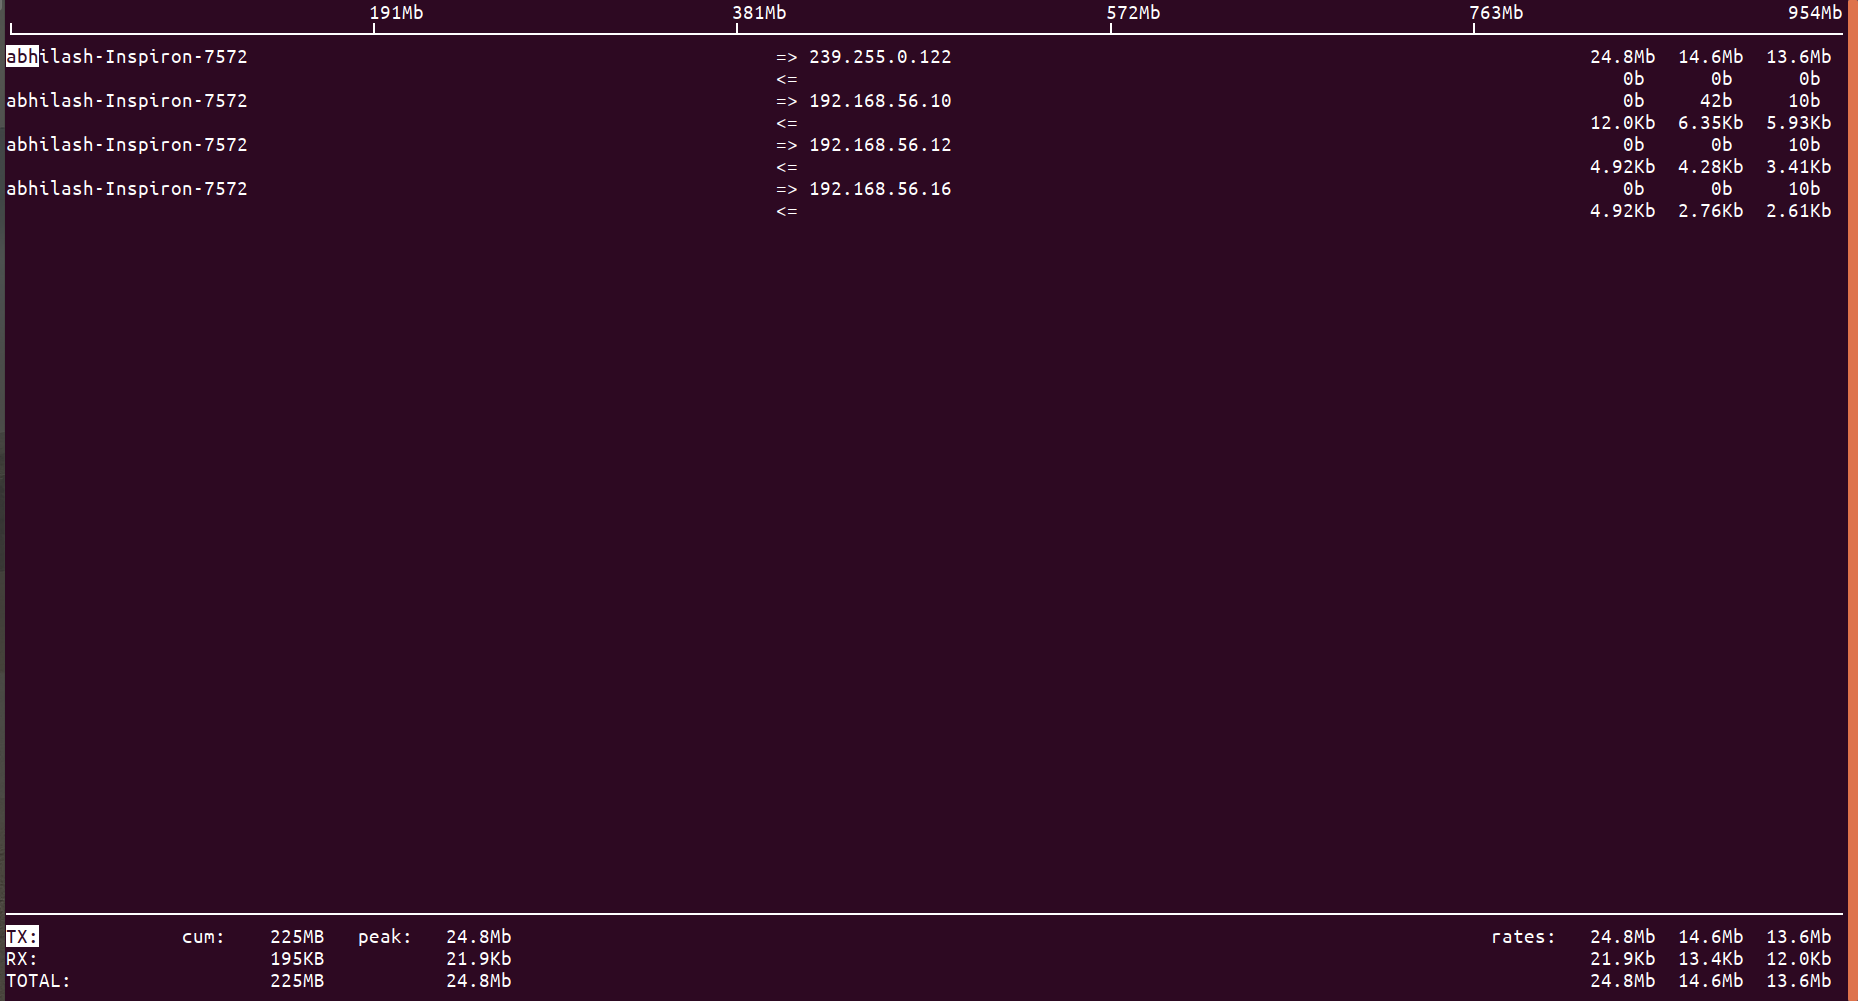 191Mb 381Mb 572Mb 763Mb 954Mb
abhilash-Inspiron-7572 => 239.255.0.122 24.8Mb 14.6Mb 13.6Mb
<= 0b 0b 0b
abhilash-Inspiron-7572 => 192.168.56.10 0b 42b 10b
<= 12.0Kb 6.35Kb 5.93Kb
abhilash-Inspiron-7572 => 192.168.56.12 0b 0b 10b
<= 4.92Kb 4.28Kb 3.41Kb
abhilash-Inspiron-7572 => 192.168.56.16 0b 0b 10b
<= 4.92Kb 2.76Kb 2.61Kb
TX: cum: 225MB peak: 24.8Mb rates: 24.8Mb 14.6Mb 13.6Mb
RX: 195KB 21.9Kb 21.9Kb 13.4Kb 12.0Kb
TOTAL: 225MB 24.8Mb 24.8Mb 14.6Mb 13.6Mb